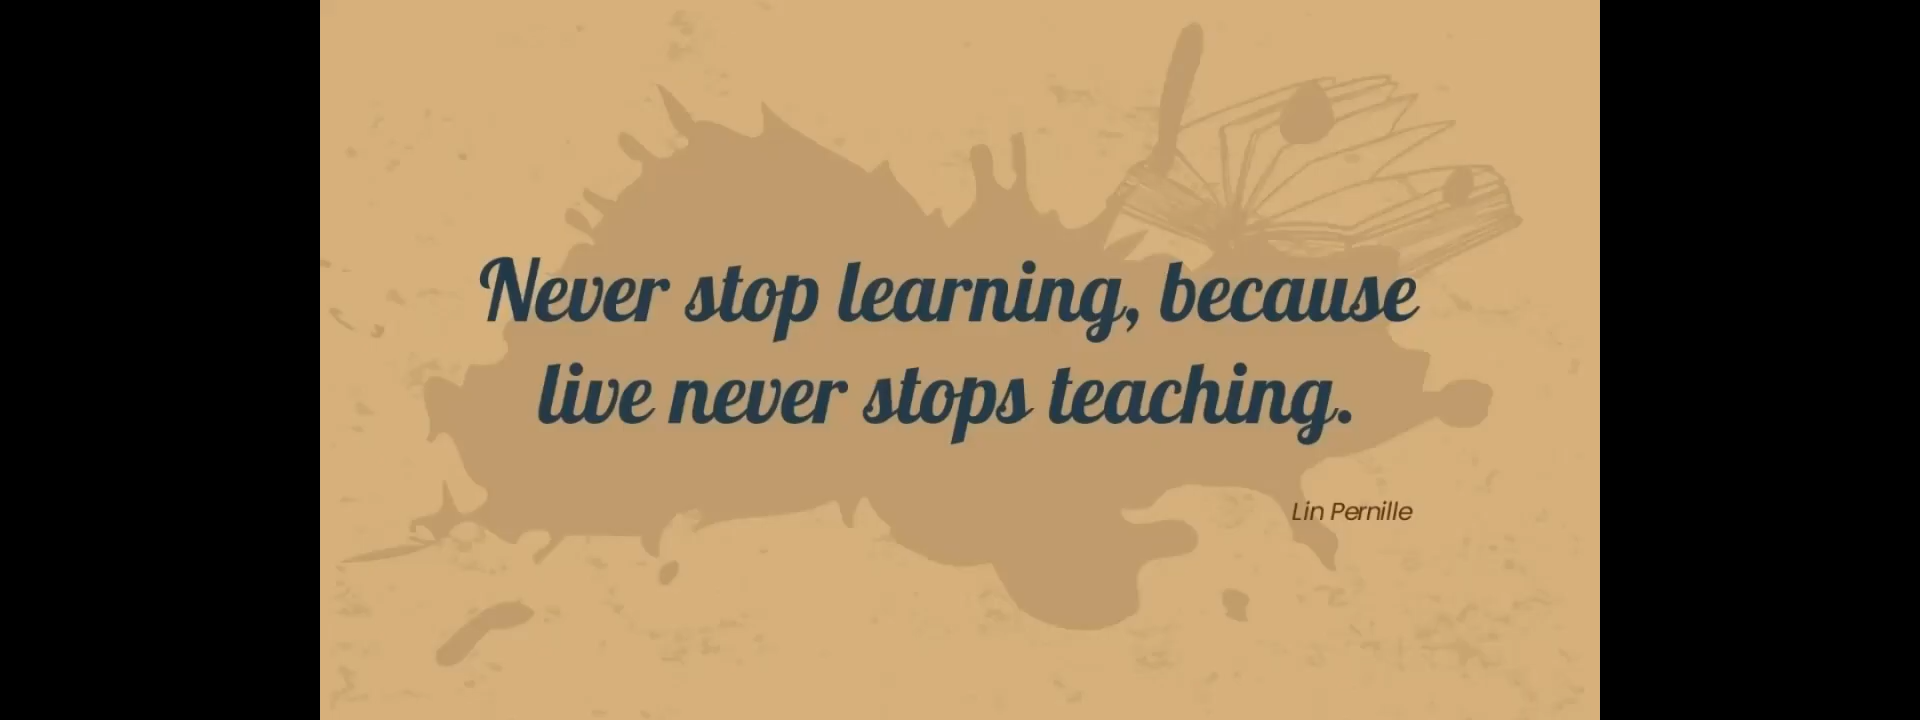 Never stop learning, because
live never stops teaching.
Lin Pernille